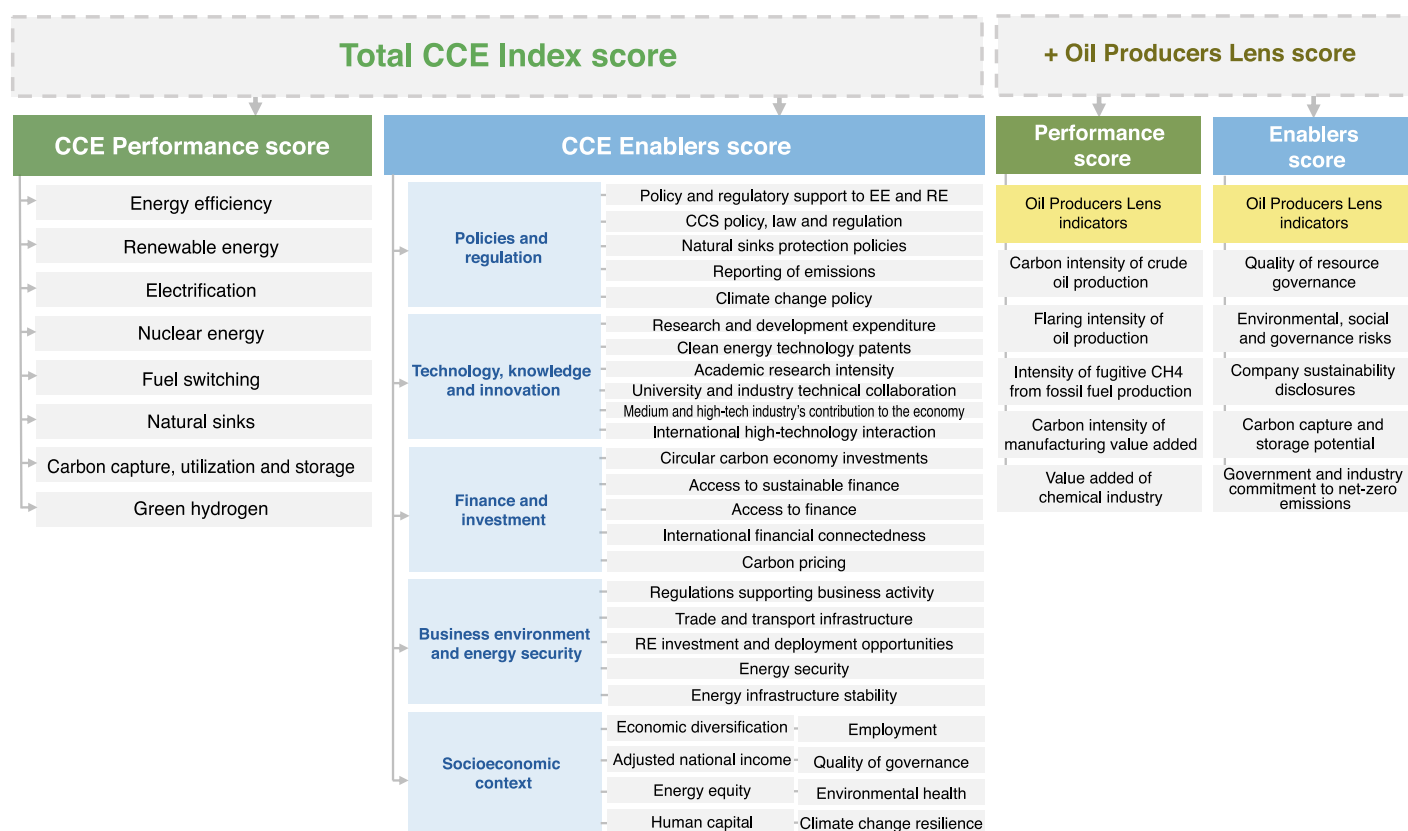 Total CCE Index score
+ Oil Producers Lens score
CCE Performance score
Energy efficiency
Renewable energy
Electrification
Nuclear energy
Fuel switching
Natural sinks
Carbon capture, utilization and storage
Green hydrogen
CCE Enablers score
Policies and
regulation
Policy and regulatory support to EE and RE
CCS policy, law and regulation
Natural sinks protection policies
Reporting of emissions
Climate change policy
Technology, knowledge
and innovation
Research and development expenditure
Clean energy technology patents
Academic research intensity
University and industry technical collaboration
Medium and high-tech industry's contribution to the economy
International high-technology interaction
Finance and
investment
Circular carbon economy investments
Access to sustainable finance
Access to finance
International financial connectedness
Carbon pricing
Business environment
and energy security
Regulations supporting business activity
Trade and transport infrastructure
RE investment and deployment opportunities
Energy security
Energy infrastructure stability
Socioeconomic
context
Economic diversification
Employment
Adjusted national income
Quality of governance
Energy equity
Environmental health
Human capital
Climate change resilience
Performance
score
Oil Producers Lens
indicators
Carbon intensity of crude
oil production
Flaring intensity of
oil production
Intensity of fugitive CH4
from fossil fuel production
Carbon intensity of
manufacturing value added
Value added of
chemical industry
Enablers
score
Oil Producers Lens
indicators
Quality of resource
governance
Environmental, social
and governance risks
Company sustainability
disclosures
Carbon capture and
storage potential
Government and industry
commitment to net-zero
emissions